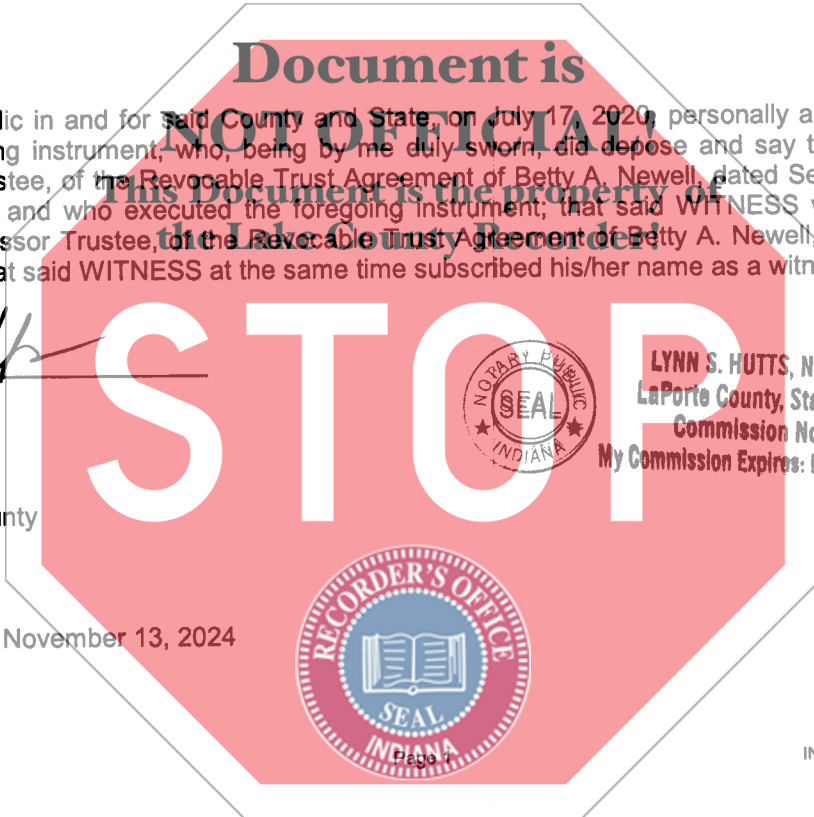 Document is
lic in and for said County and State, on July 17, 2020, personally a
NOT OFFICIAL!
ng instrument, who, being by me duly sworn, did depose and say t
stee, of the Revocable Trust Agreement of Betty A. Newell, dated Se
This Document is the property of
and who executed the foregoing instrument; that said WITNESS
ssor Trustee, of the Revocable Trust Agreement of Betty A. Newell,
the Lake County Recorder!
at said WITNESS at the same time subscribed his/her name as a witn
STOP
NOTARY PUBLIC
SEAL
INDIANA
LYNN S. HUTTS, N
LaPorte County, Sta
Commission No
My Commission Expires:
unty
RECORDER'S OFFICE
November 13, 2024
SEAL
INDIANA
Page 1
IN